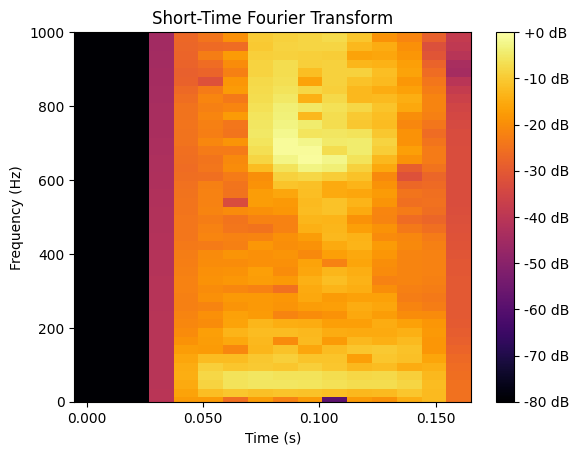 Short-Time Fourier Transform
1000
800
600
400
200
0
Frequency (Hz)
0.000
0.050
0.100
0.150
Time (s)
+0 dB
-10 dB
-20 dB
-30 dB
-40 dB
-50 dB
-60 dB
-70 dB
-80 dB